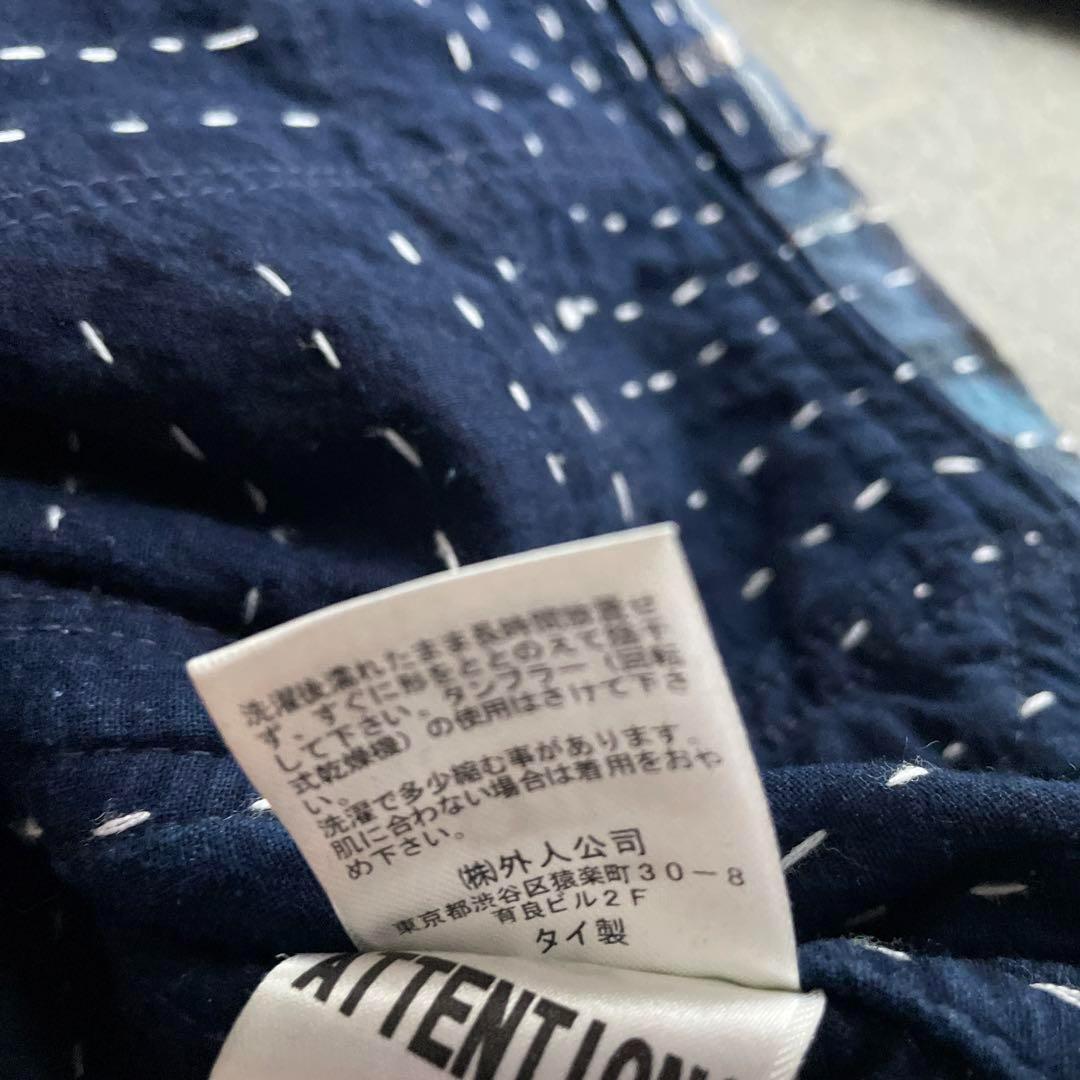 洗濯後濡れたまま長時間放置せ
ず、すぐに形をととのえて陰干
して下さい。タンブラー（回転
式乾燥機）の使用はさけて下さ
い。
洗濯で多少縮む事があります。
肌に合わない場合は着用をおや
め下さい。
㈱外人公司
東京都渋谷区猿楽町30−8
有良ビル2F
タイ製
ATTENTION